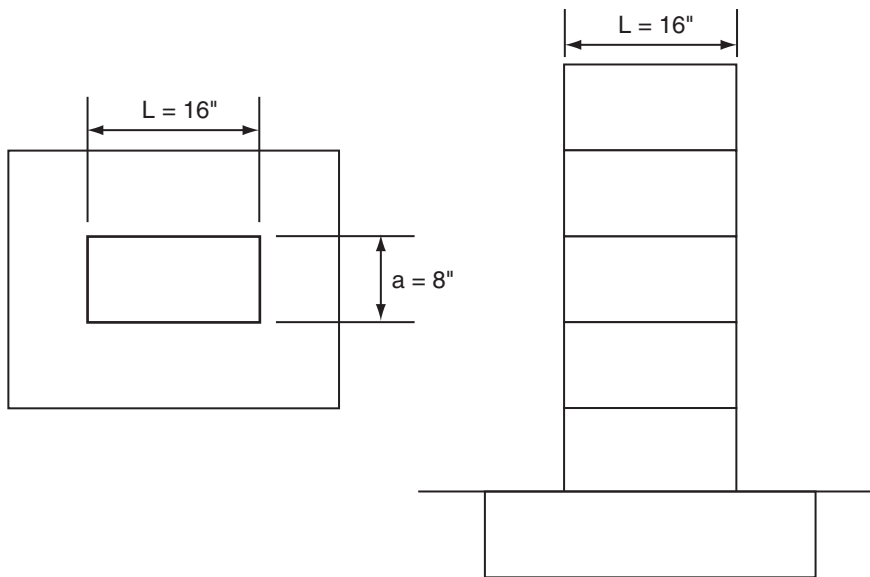 L = 16"
L = 16"
a = 8"